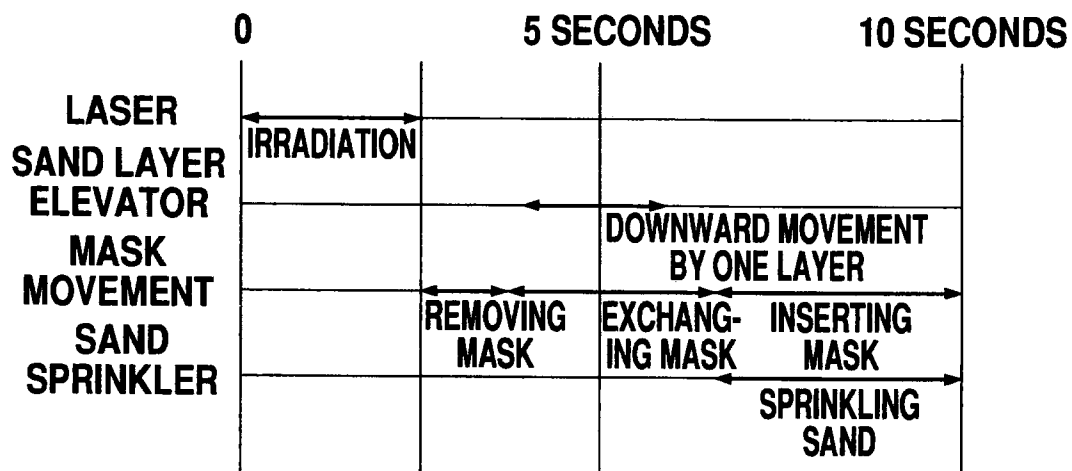 0 5 SECONDS 10 SECONDS
LASER
IRRADIATION
SAND LAYER
ELEVATOR
DOWNWARD MOVEMENT
BY ONE LAYER
MASK
MOVEMENT
REMOVING
MASK
EXCHANG-
ING MASK
INSERTING
MASK
SAND
SPRINKLER
SPRINKLING
SAND